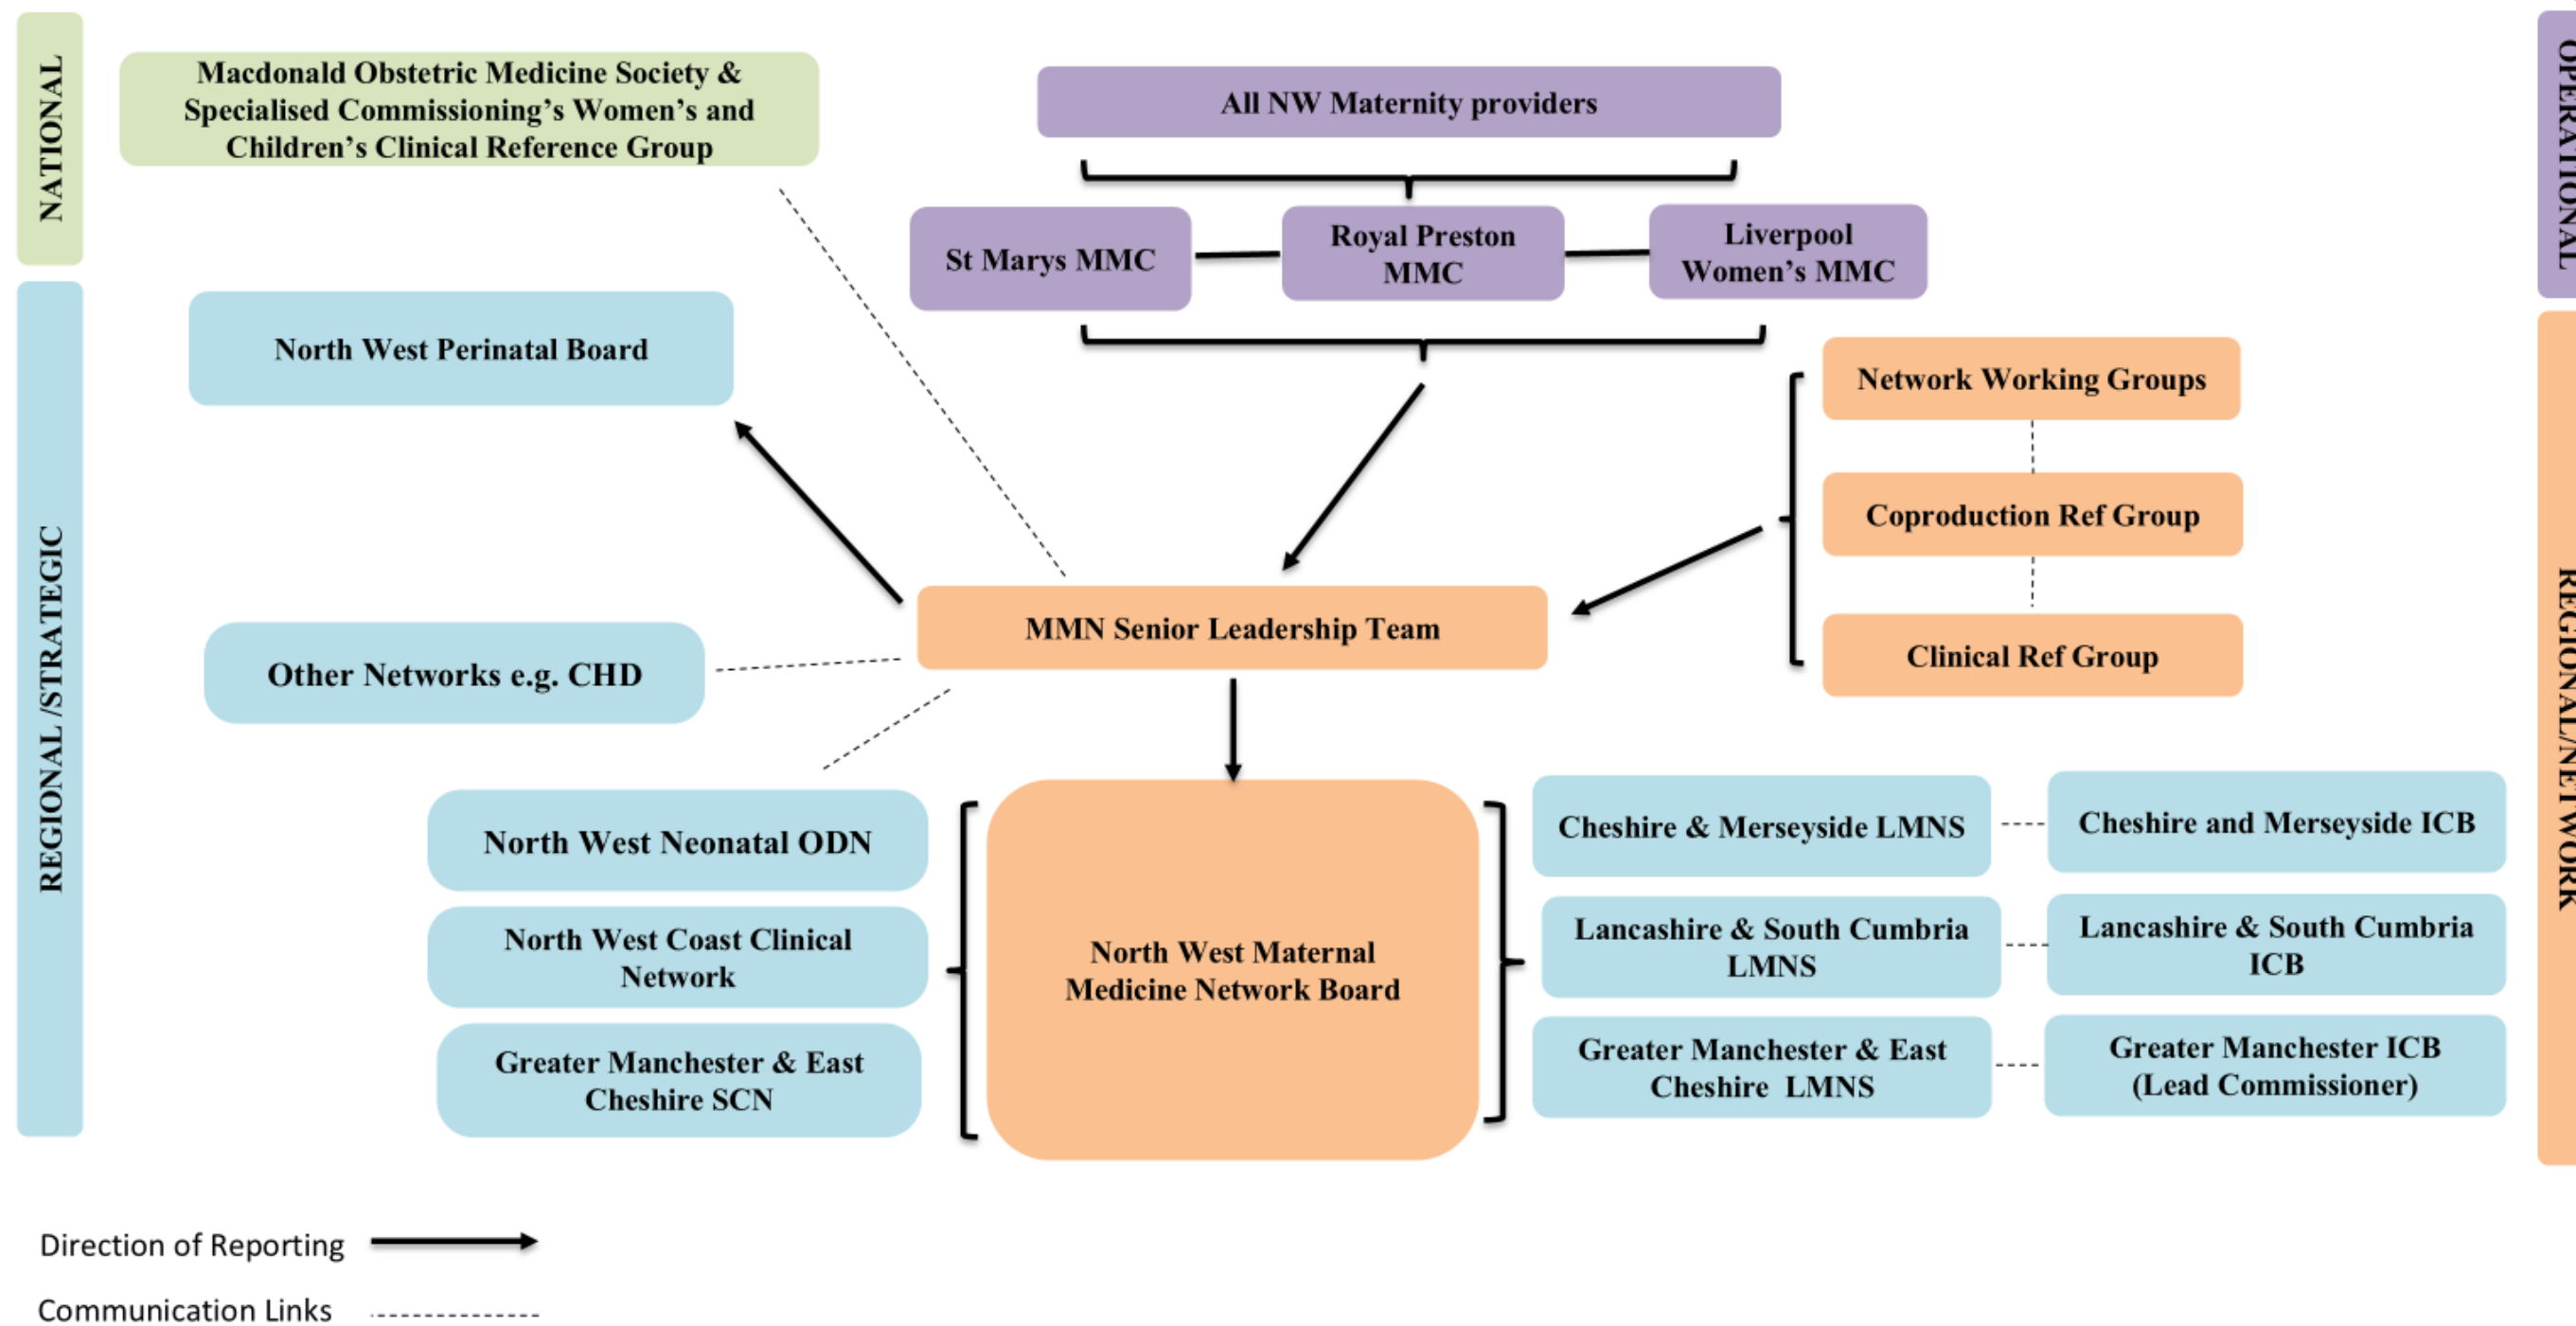 NATIONAL
Macdonald Obstetric Medicine Society &
Specialised Commissioning's Women's and
Children's Clinical Reference Group
All NW Maternity providers
OPERATIONAL
St Marys MMC
Royal Preston
MMC
Liverpool
Women's MMC
REGIONAL /STRATEGIC
North West Perinatal Board
Network Working Groups
Coproduction Ref Group
Clinical Ref Group
REGIONAL/NETWORK
MMN Senior Leadership Team
Other Networks e.g. CHD
North West Neonatal ODN
North West Coast Clinical
Network
Greater Manchester & East
Cheshire SCN
North West Maternal
Medicine Network Board
Cheshire & Merseyside LMNS
Cheshire and Merseyside ICB
Lancashire & South Cumbria
LMNS
Lancashire & South Cumbria
ICB
Greater Manchester & East
Cheshire  LMNS
Greater Manchester ICB
(Lead Commissioner)
Direction of Reporting
Communication Links